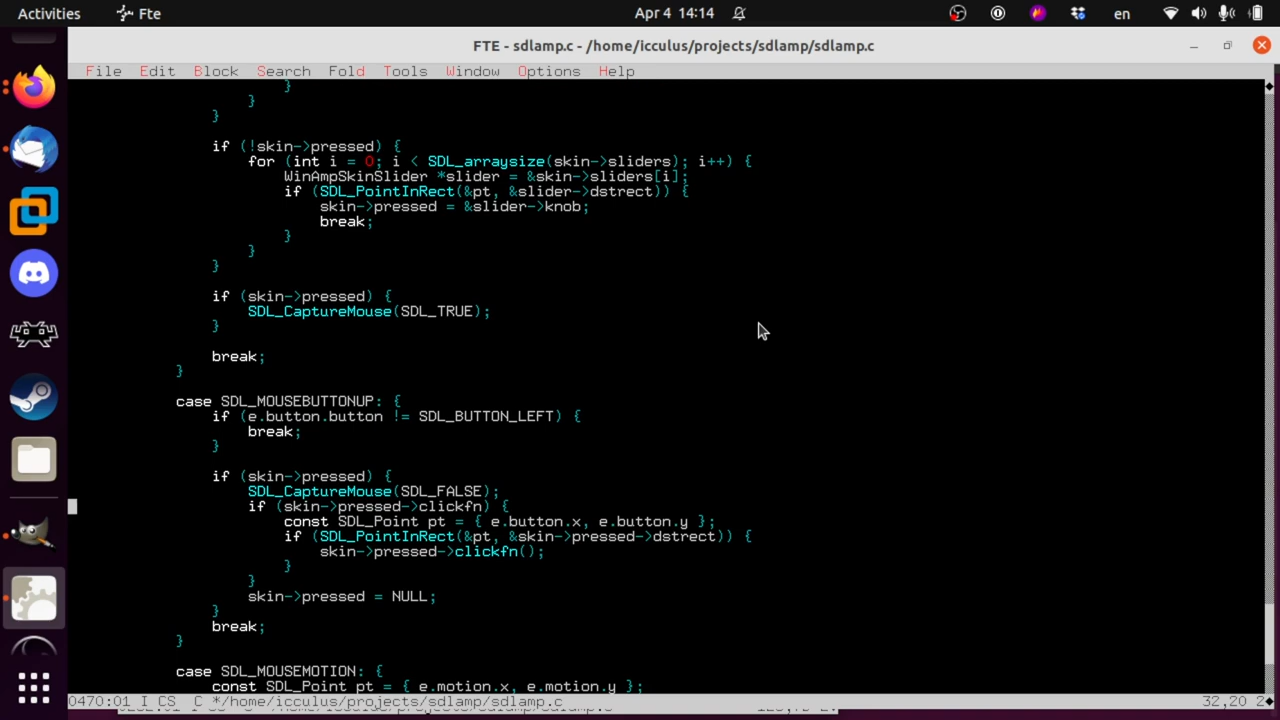 Activities
Fte
Apr 4 14:14
en
FTE - sdlamp.c - /home/icculus/projects/sdlamp/sdlamp.c
File Edit Block Search Fold Tools Window Options Help
}
}
}
if (!skin->pressed) {
for (int i = 0; i < SDL_arraysize(skin->sliders); i++) {
WinAmpSkinSlider *slider = &skin->sliders[i];
if (SDL_PointInRect(&pt, &slider->dstrect)) {
skin->pressed = &slider->knob;
break;
}
}
}
if (skin->pressed) {
SDL_CaptureMouse(SDL_TRUE);
}
break;
}
case SDL_MOUSEBUTTONUP: {
if (e.button.button != SDL_BUTTON_LEFT) {
break;
}
if (skin->pressed) {
SDL_CaptureMouse(SDL_FALSE);
if (skin->pressed->clickfn) {
const SDL_Point pt = { e.button.x, e.button.y };
if (SDL_PointInRect(&pt, &skin->pressed->dstrect)) {
skin->pressed->clickfn();
}
}
skin->pressed = NULL;
}
break;
}
case SDL_MOUSEMOTION: {
const SDL_Point pt = { e.motion.x, e.motion.y };
0470:01 I CS C */home/icculus/projects/sdlamp/sdlamp.c 32,20 2